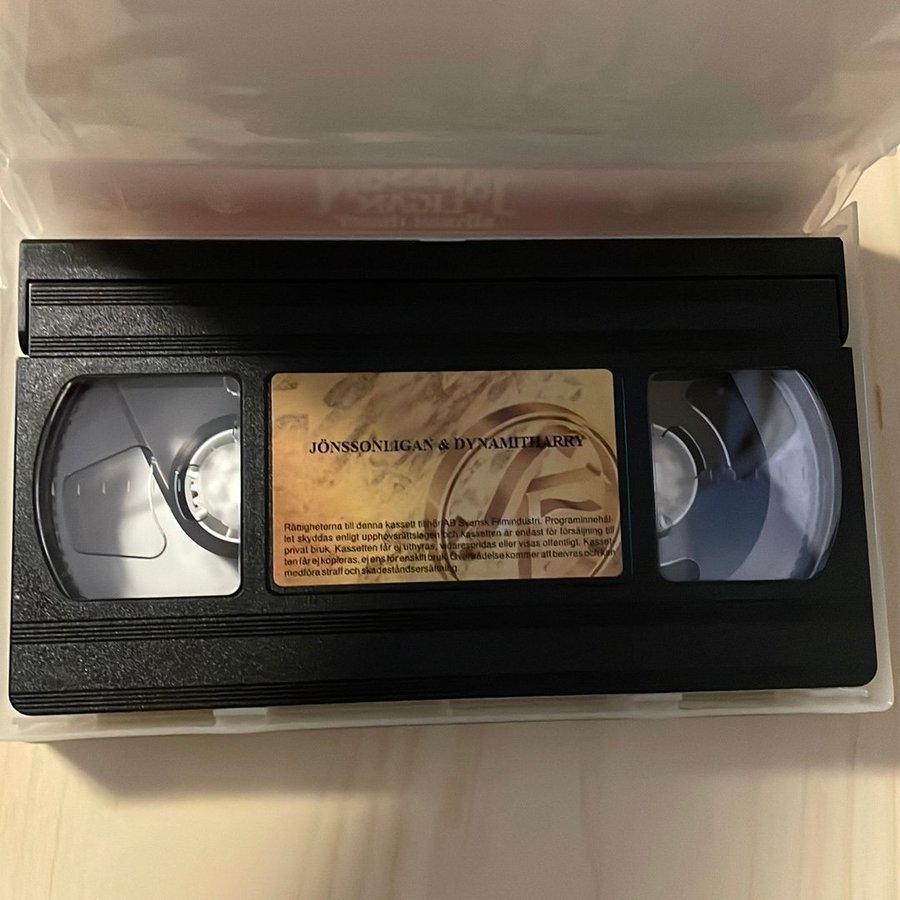 JÖNSSONLIGAN & DYNAMITHARRY
Rättigheterna till denna kassett tillhör AB Svensk Filmindustri. Programinnehål-
let skyddas enligt upphovsrättslagen och kassetten är endast för försäljning till
privat bruk. Kassetten får ej uthyras, vidarespridas eller visas offentligt. Kasset-
ten får ej kopieras, ej ens för enskilt bruk. Överträdelse kommer att beivras och kan
medföra straff och skadeståndsersättning.